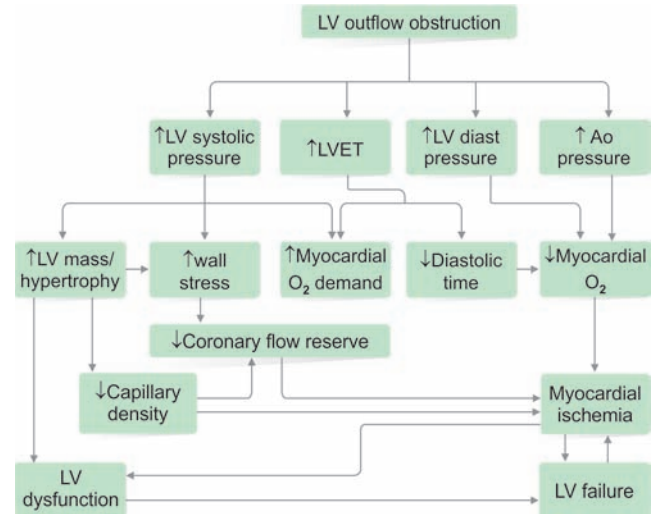 LV outflow obstruction
↑LV systolic
pressure
↑LVET
↑LV diast
pressure
↑ Ao
pressure
↑LV mass/
hypertrophy
↑wall
stress
↑Myocardial
O₂ demand
↓Diastolic
time
↓Myocardial
O₂
↓Coronary flow reserve
↓Capillary
density
Myocardial
ischemia
LV
dysfunction
LV failure